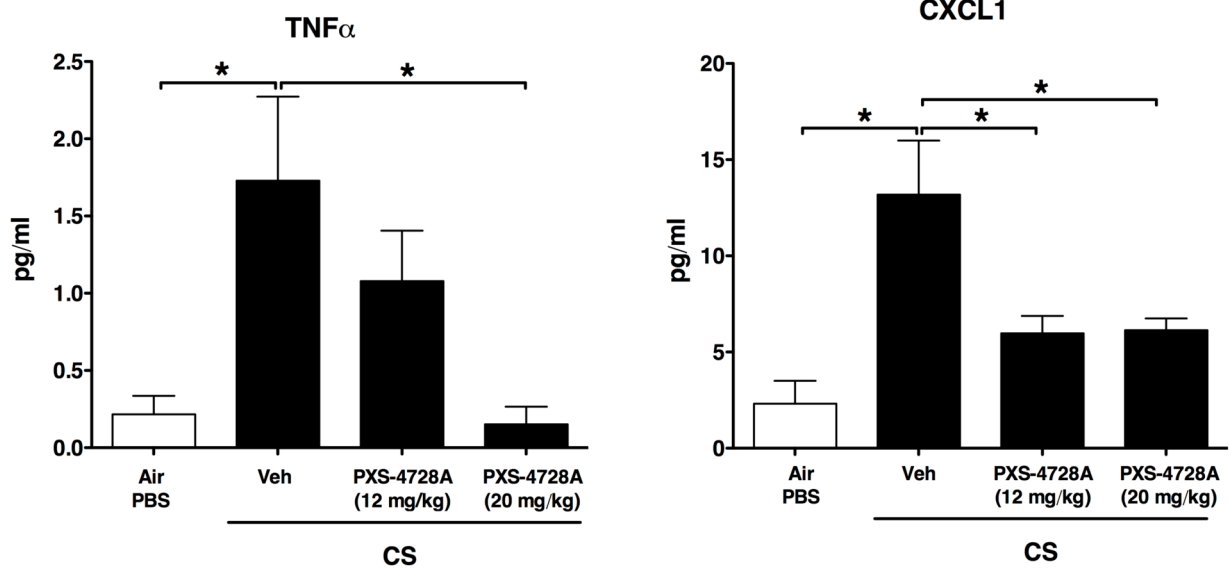 TNFα
2.5
2.0
1.5
1.0
0.5
0.0
pg/ml
* *
Air PBS
Veh
PXS-4728A
(12 mg/kg)
PXS-4728A
(20 mg/kg)
CS
CXCL1
20
15
10
5
0
pg/ml
*
* *
Air PBS
Veh
PXS-4728A
(12 mg/kg)
PXS-4728A
(20 mg/kg)
CS